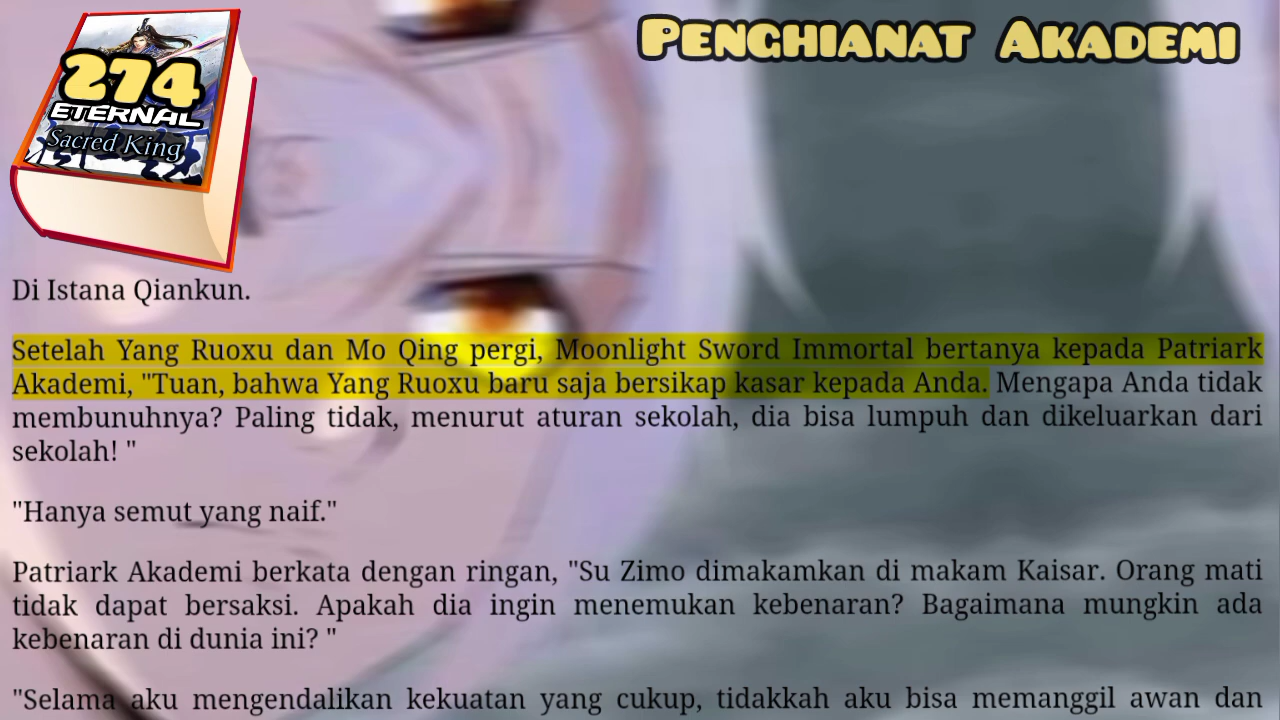 Penghianat Akademi
274
ETERNAL
Sacred King
Di Istana Qiankun.
Setelah Yang Ruoxu dan Mo Qing pergi, Moonlight Sword Immortal bertanya kepada Patriark
Akademi, "Tuan, bahwa Yang Ruoxu baru saja bersikap kasar kepada Anda. Mengapa Anda tidak
membunuhnya? Paling tidak, menurut aturan sekolah, dia bisa lumpuh dan dikeluarkan dari
sekolah! "
"Hanya semut yang naif."
Patriark Akademi berkata dengan ringan, "Su Zimo dimakamkan di makam Kaisar. Orang mati
tidak dapat bersaksi. Apakah dia ingin menemukan kebenaran? Bagaimana mungkin ada
kebenaran di dunia ini? "
"Selama aku mengendalikan kekuatan yang cukup, tidakkah aku bisa memanggil awan dan